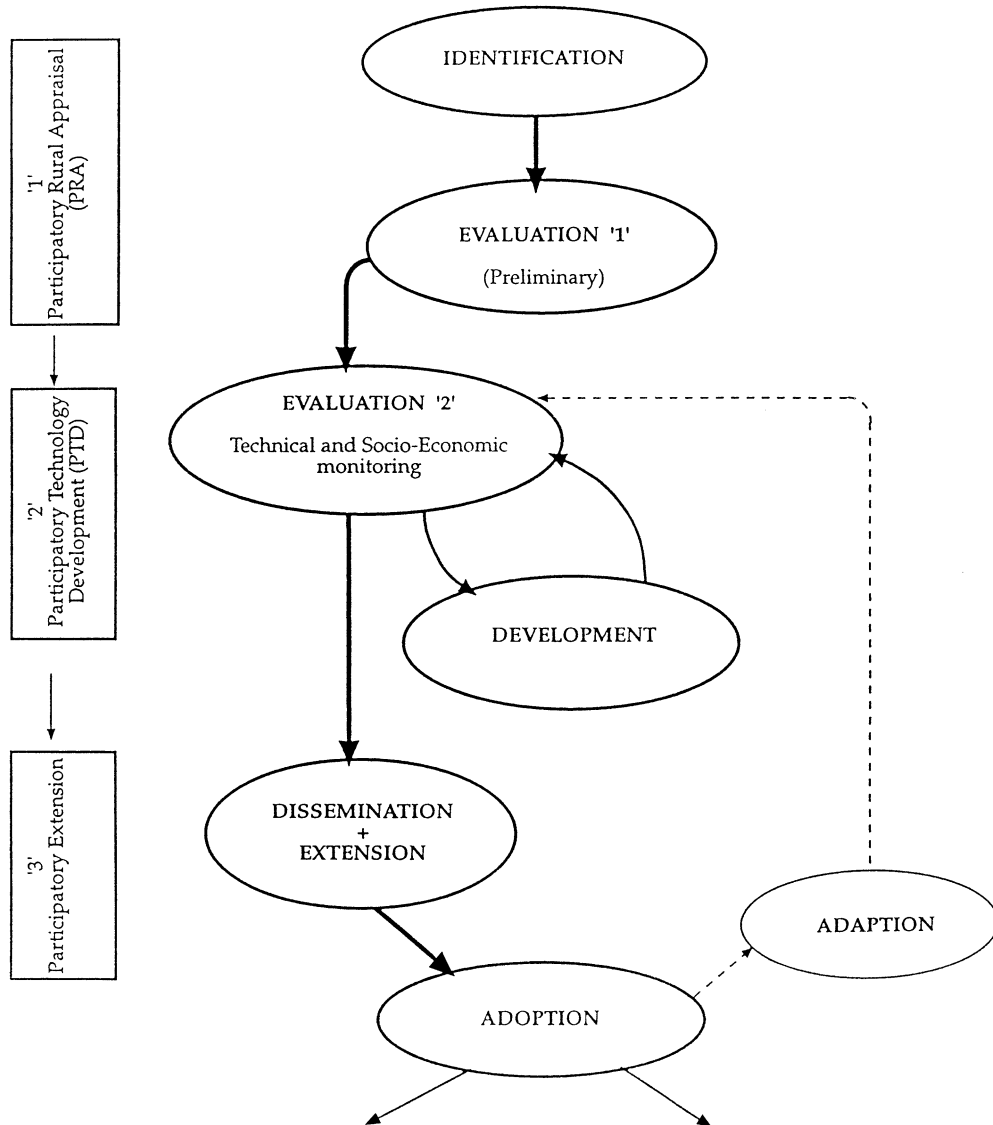 '1'
Participatory Rural Appraisal
(PRA)
'2'
Participatory Technology
Development (PTD)
'3'
Participatory Extension
IDENTIFICATION
EVALUATION '1'
(Preliminary)
EVALUATION '2'
Technical and Socio-Economic
monitoring
DEVELOPMENT
DISSEMINATION
+
EXTENSION
ADAPTION
ADOPTION